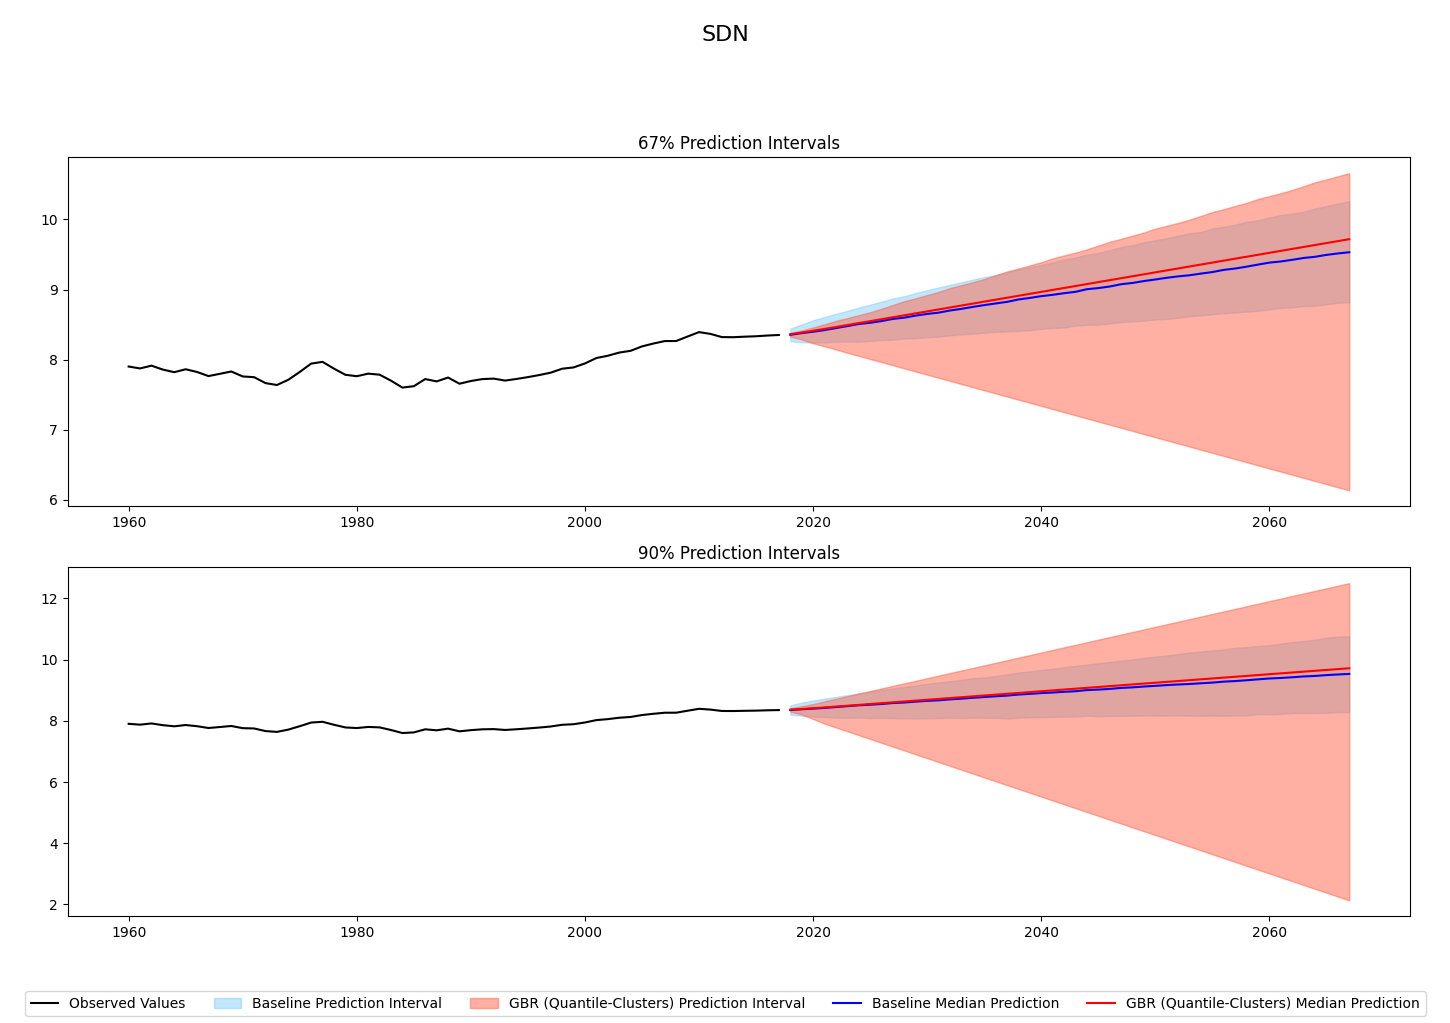 SDN
67% Prediction Intervals
10
9
8
7
6
1960 1980 2000 2020 2040 2060
90% Prediction Intervals
12
10
8
6
4
2
1960 1980 2000 2020 2040 2060
Observed Values Baseline Prediction Interval GBR (Quantile-Clusters) Prediction Interval Baseline Median Prediction GBR (Quantile-Clusters) Median Prediction